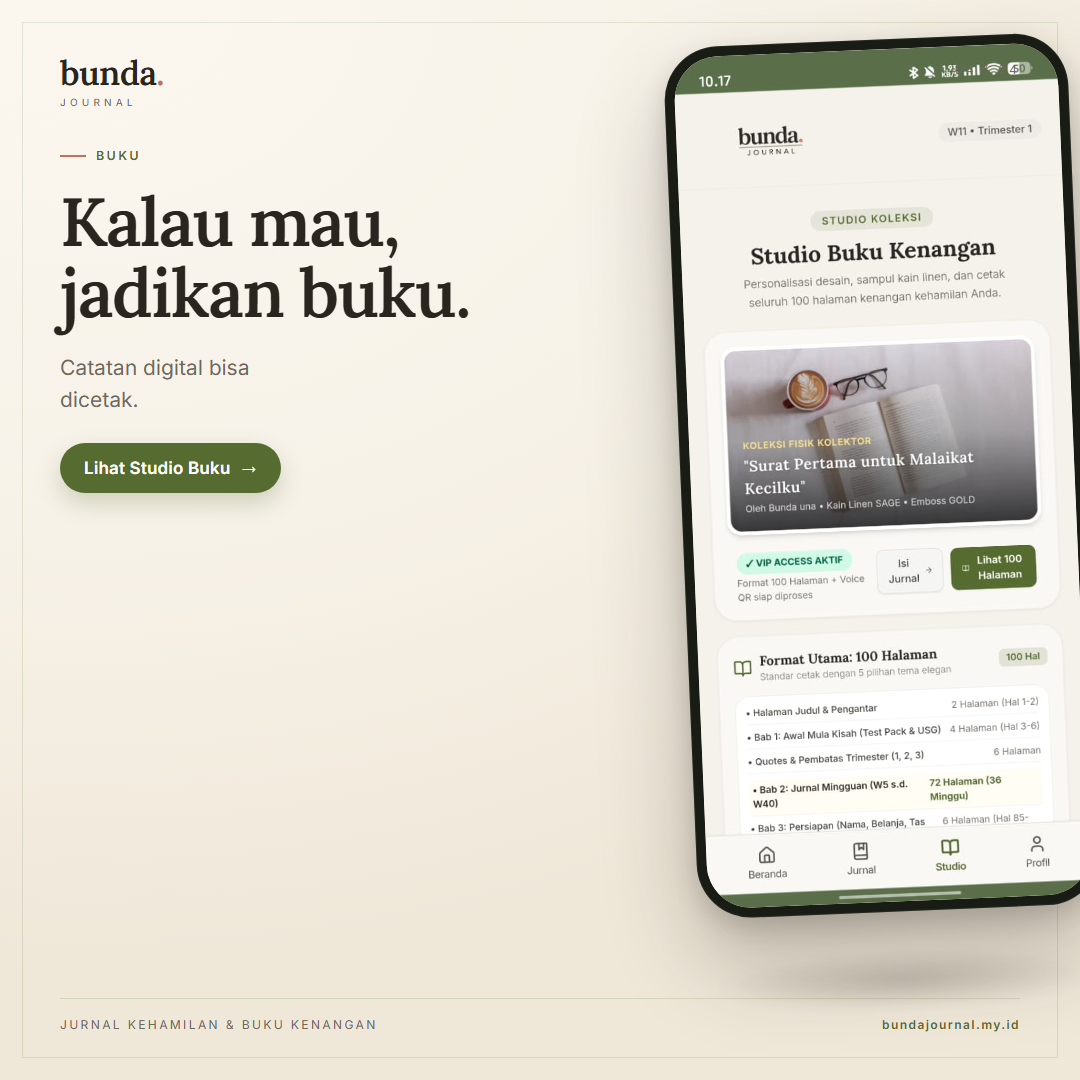 bunda.
JOURNAL
BUKU
Kalau mau,
jadikan buku.
Catatan digital bisa
dicetak.
Lihat Studio Buku →
10.17
1,93
KB/S
bunda.
JOURNAL
W11 • Trimester 1
STUDIO KOLEKSI
Studio Buku Kenangan
Personalisasi desain, sampul kain linen, dan cetak
seluruh 100 halaman kenangan kehamilan Anda.
KOLEKSI FISIK KOLEKTOR
"Surat Pertama untuk Malaikat
Kecilku"
Oleh Bunda una • Kain Linen SAGE • Emboss GOLD
✓ VIP ACCESS AKTIF
Format 100 Halaman + Voice
QR siap diproses
Isi
Jurnal →
Lihat 100
Halaman
Format Utama: 100 Halaman
Standar cetak dengan 5 pilihan tema elegan
100 Hal
• Halaman Judul & Pengantar 2 Halaman (Hal 1-2)
• Bab 1: Awal Mula Kisah (Test Pack & USG) 4 Halaman (Hal 3-6)
• Quotes & Pembatas Trimester (1, 2, 3) 6 Halaman
• Bab 2: Jurnal Mingguan (W5 s.d. 72 Halaman (36
W40) Minggu)
• Bab 3: Persiapan (Nama, Belanja, Tas 6 Halaman (Hal 85-
Beranda
Jurnal
Studio
Profil
JURNAL KEHAMILAN & BUKU KENANGAN
bundajournal.my.id